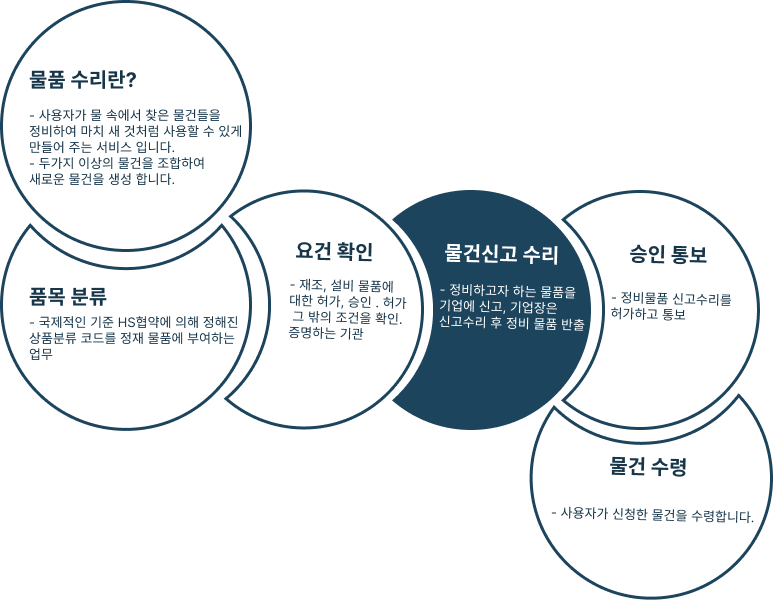 물품 수리란?
- 사용자가 물 속에서 찾은 물건들을
정비하여 마치 새 것처럼 사용할 수 있게
만들어 주는 서비스 입니다.
- 두가지 이상의 물건을 조합하여
새로운 물건을 생성 합니다.
품목 분류
- 국제적인 기준 HS협약에 의해 정해진
상품분류 코드를 정재 물품에 부여하는
업무
요건 확인
- 재조, 설비 물품에
대한 허가, 승인 . 허가
그 밖의 조건을 확인.
증명하는 기관
물건신고 수리
- 정비하고자 하는 물품을
기업에 신고, 기업장은
신고수리 후 정비 물품 반출
승인 통보
- 정비물품 신고수리를
허가하고 통보
물건 수령
- 사용자가 신청한 물건을 수령합니다.